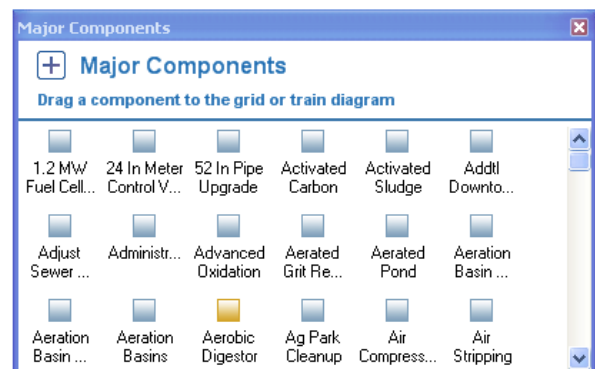 Major Components
Major Components
Drag a component to the grid or train diagram
1.2 MW 24 In Meter 52 In Pipe Activated Activated Addtl
Fuel Cell... Control V... Upgrade Carbon Sludge Downto...
Adjust Administr... Advanced Aerated Aerated Aeration
Sewer ... Oxidation Grit Re... Pond Basin ...
Aeration Aeration Aerobic Ag Park Air Air
Basin ... Basins Digestor Cleanup Compress... Stripping